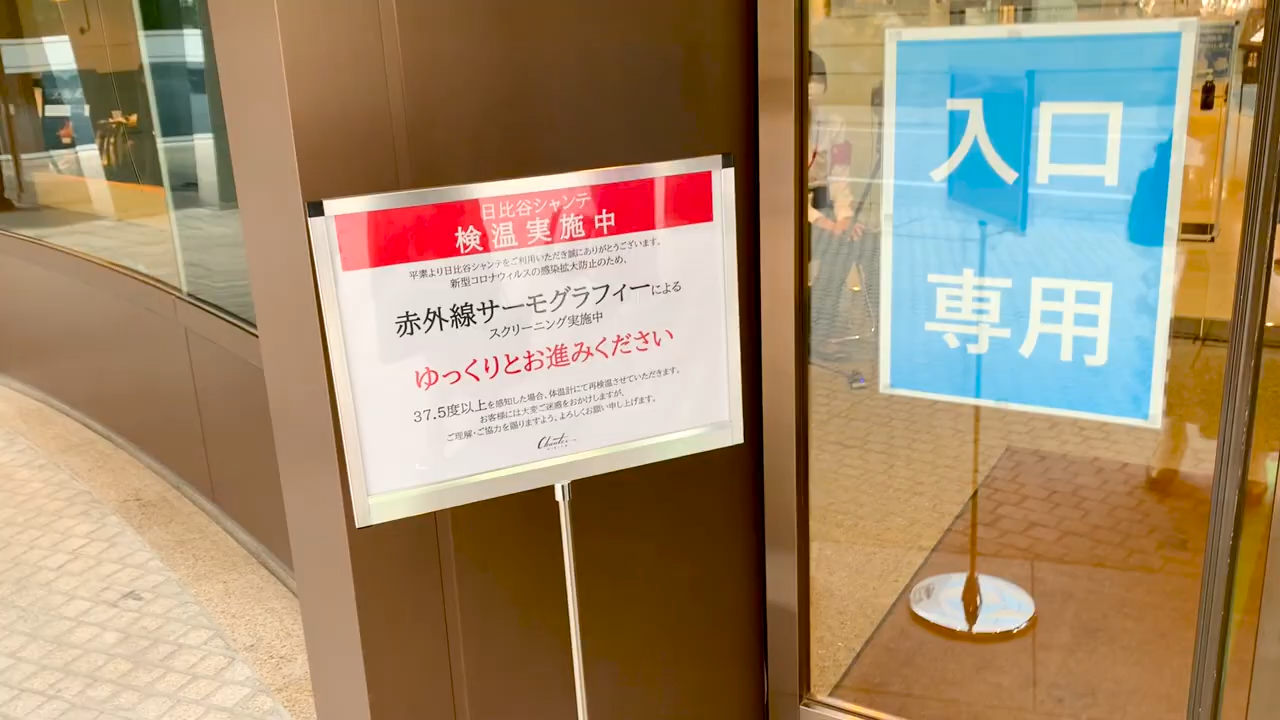 日比谷シャンテ
検温実施中
平素より日比谷シャンテをご利用いただき誠にありがとうございます。
新型コロナウィルスの感染拡大防止のため、
赤外線サーモグラフィーによる
スクリーニング実施中
ゆっくりとお進みください
37.5度以上を感知した場合、体温計にて再検温させていただきます。
お客様には大変ご迷惑をおかけしますが、
ご理解・ご協力を賜りますよう、よろしくお願い申し上げます。
Chanter
入口
専用